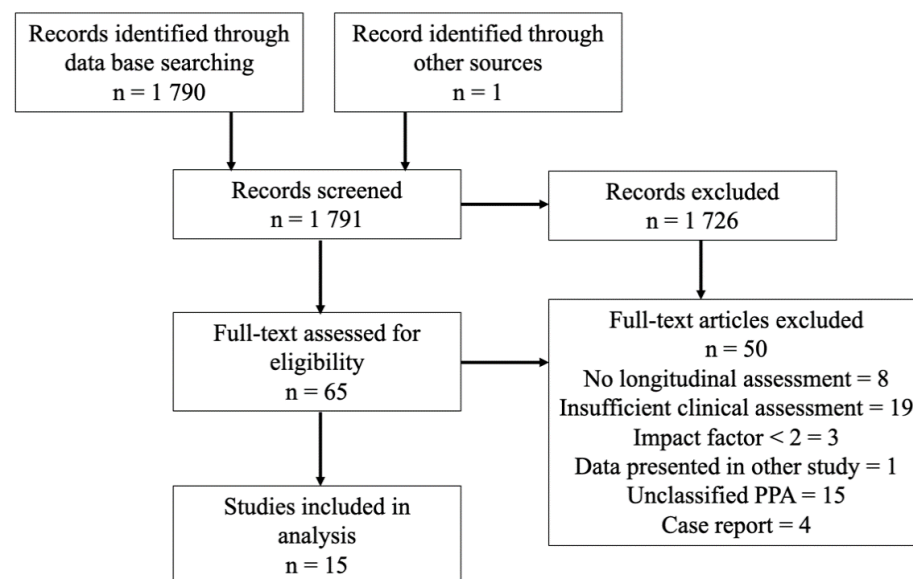 Records identified through
data base searching
n = 1 790
Record identified through
other sources
n = 1
Records screened
n = 1 791
Records excluded
n = 1 726
Full-text assessed for
eligibility
n = 65
Full-text articles excluded
n = 50
No longitudinal assessment = 8
Insufficient clinical assessment = 19
Impact factor < 2 = 3
Data presented in other study = 1
Unclassified PPA = 15
Case report = 4
Studies included in
analysis
n = 15